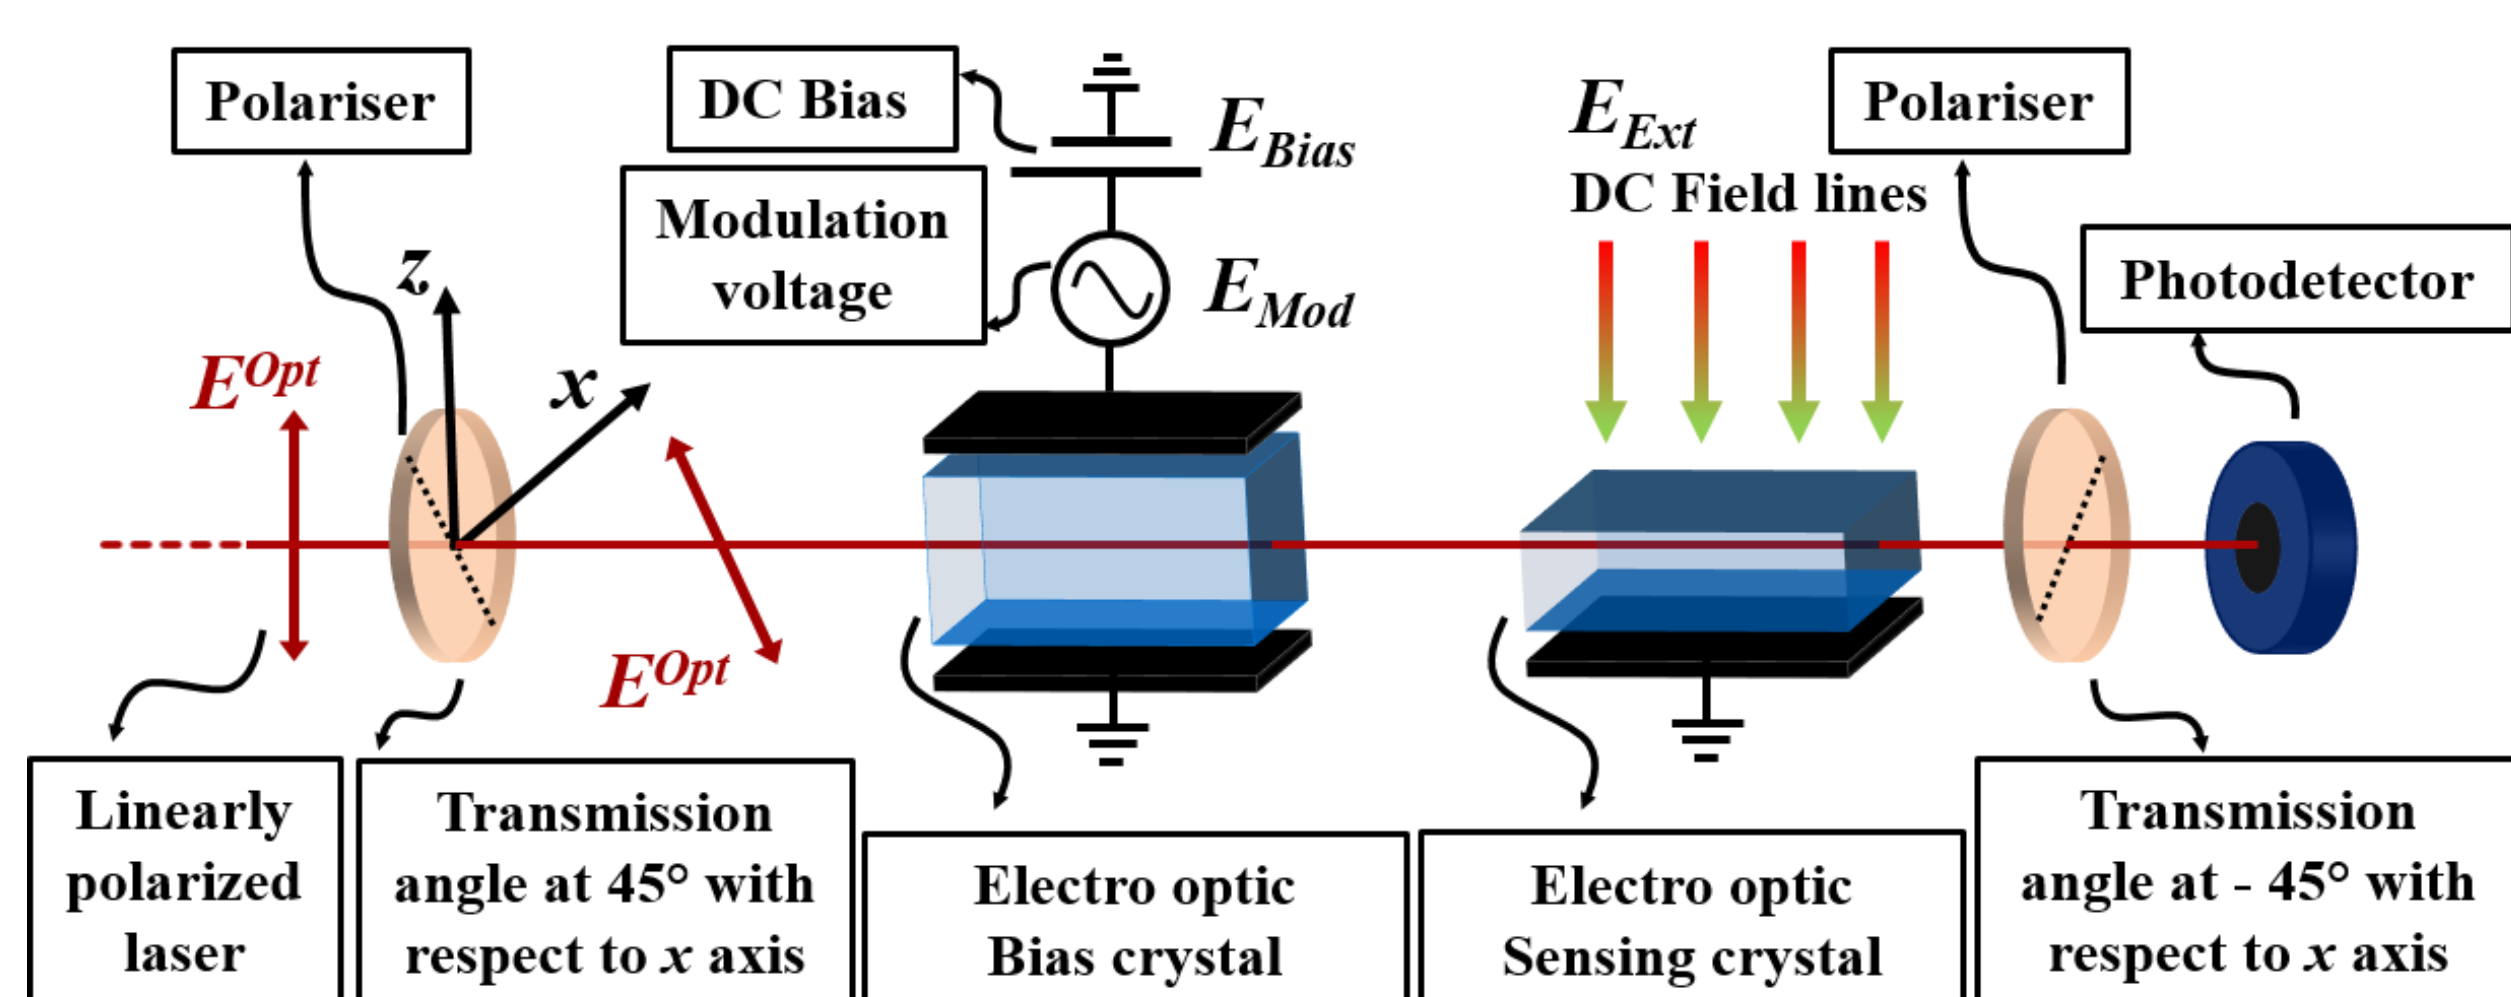 Polariser
DC Bias
E_Bias
E_Ext
DC Field lines
Polariser
Modulation
voltage
E_Mod
Photodetector
z
x
E^Opt
E^Opt
Linearly
polarized
laser
Transmission
angle at 45° with
respect to x axis
Electro optic
Bias crystal
Electro optic
Sensing crystal
Transmission
angle at - 45° with
respect to x axis